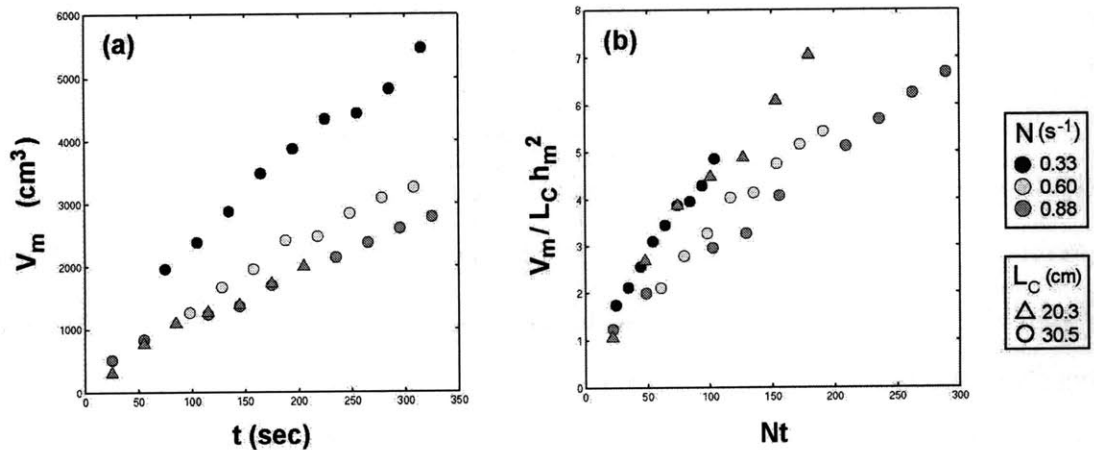 (a)
V_m (cm³)
6000
5000
4000
3000
2000
1000
0
0 50 100 150 200 250 300 350
t (sec)
(b)
V_m / L_C h_m²
8
7
6
5
4
3
2
1
0
0 50 100 150 200 250 300
Nt
N (s⁻¹)
0.33
0.60
0.88
L_C (cm)
20.3
30.5